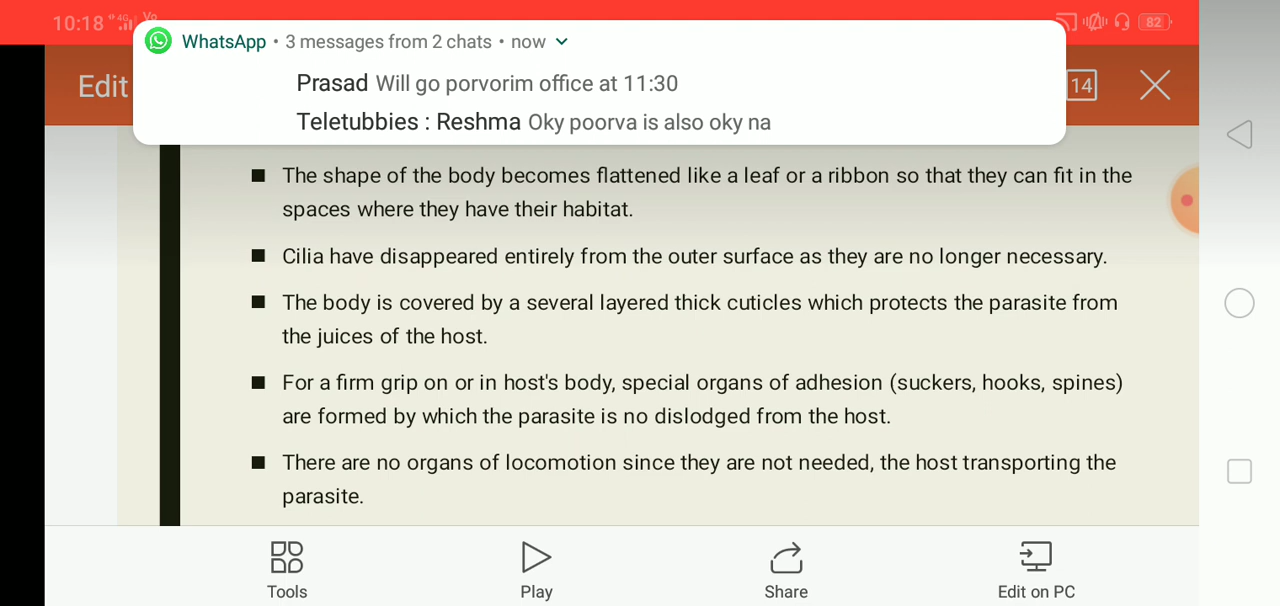 10:18 4G Vo 82
WhatsApp • 3 messages from 2 chats • now
Prasad Will go porvorim office at 11:30
Teletubbies : Reshma Oky poorva is also oky na
Edit 14
■ The shape of the body becomes flattened like a leaf or a ribbon so that they can fit in the
spaces where they have their habitat.
■ Cilia have disappeared entirely from the outer surface as they are no longer necessary.
■ The body is covered by a several layered thick cuticles which protects the parasite from
the juices of the host.
■ For a firm grip on or in host's body, special organs of adhesion (suckers, hooks, spines)
are formed by which the parasite is no dislodged from the host.
■ There are no organs of locomotion since they are not needed, the host transporting the
parasite.
Tools Play Share Edit on PC